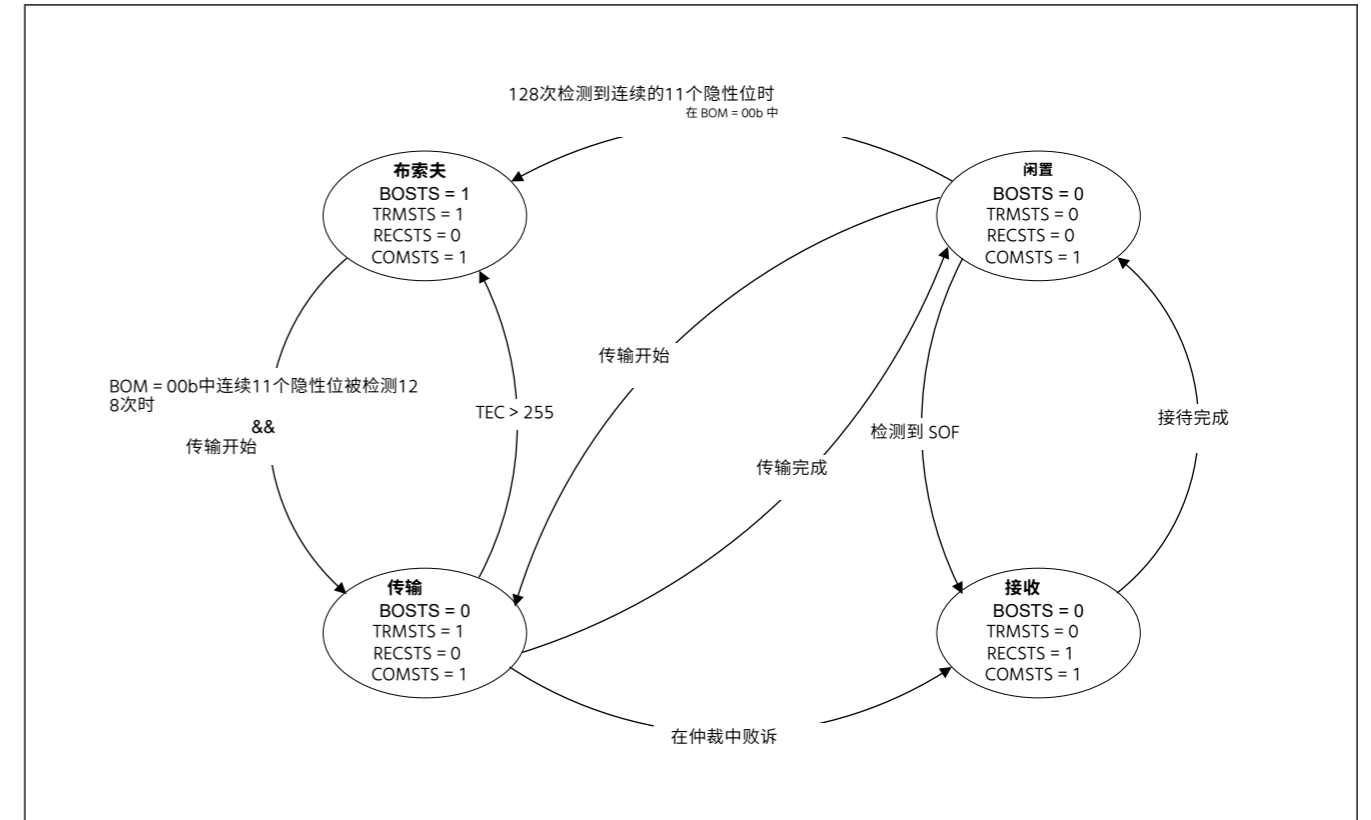 128次检测到连续的11个隐性位时
在 BOM = 00b 中
布索夫
BOSTS = 1
TRMSTS = 1
RECSTS = 0
COMSTS = 1
闲置
BOSTS = 0
TRMSTS = 0
RECSTS = 0
COMSTS = 1
传输开始
BOM = 00b中连续11个隐性位被检测12
8次时
&&
传输开始
TEC > 255
传输完成
检测到 SOF
接待完成
传输
BOSTS = 0
TRMSTS = 1
RECSTS = 0
COMSTS = 1
接收
BOSTS = 0
TRMSTS = 0
RECSTS = 1
COMSTS = 1
在仲裁中败诉